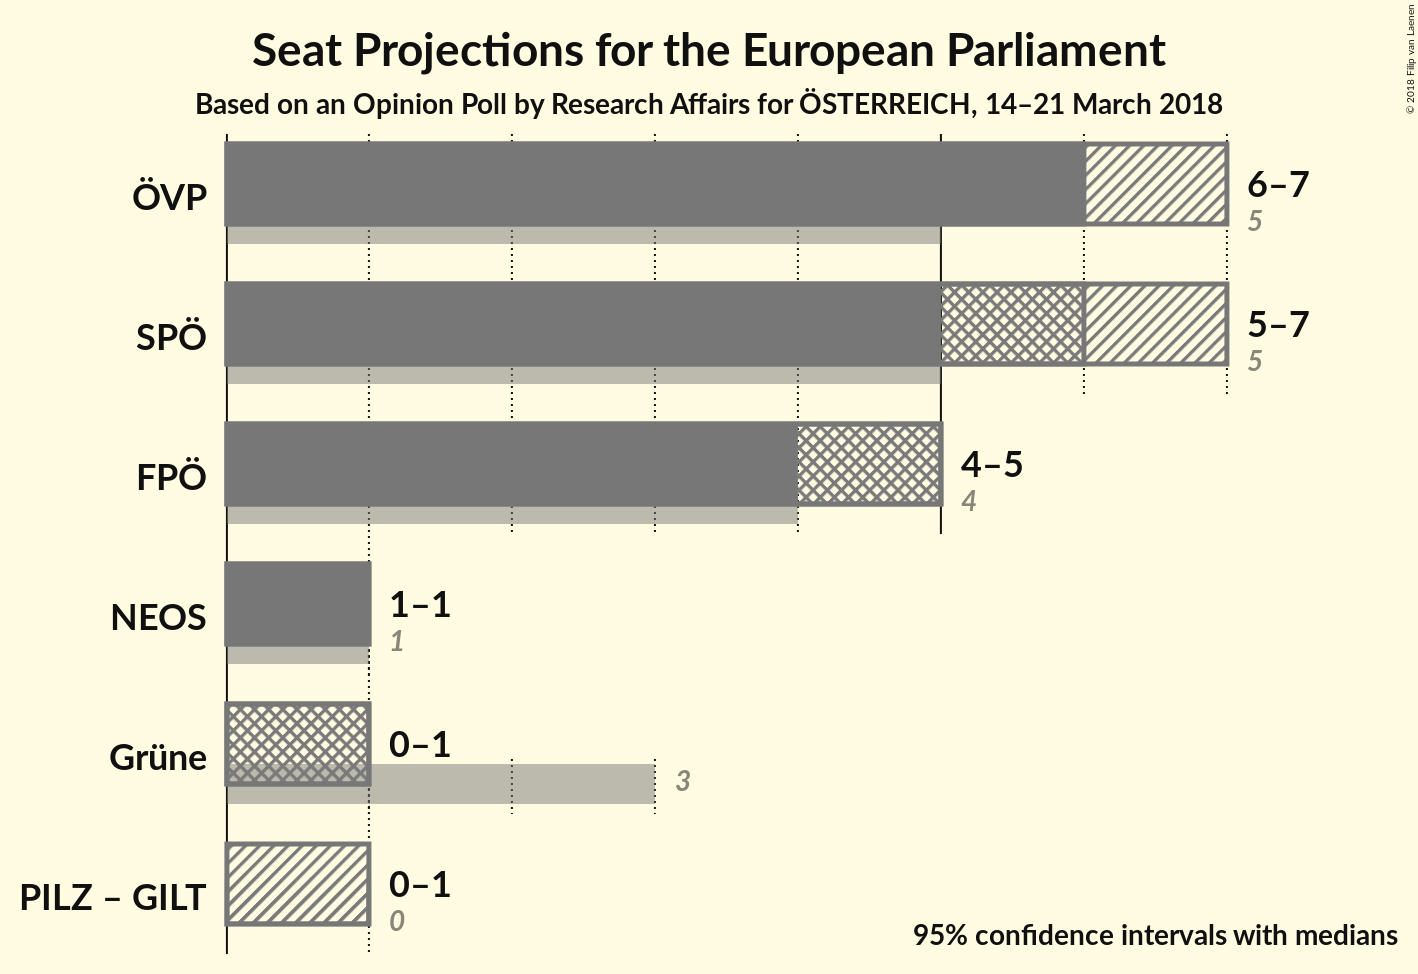 Seat Projections for the European Parliament
Based on an Opinion Poll by Research Affairs for ÖSTERREICH, 14–21 March 2018
© 2018 Filip van Laenen
ÖVP
6–7
5
SPÖ
5–7
5
FPÖ
4–5
4
NEOS
1–1
1
Grüne
0–1
3
PILZ – GILT
0–1
0
95% confidence intervals with medians